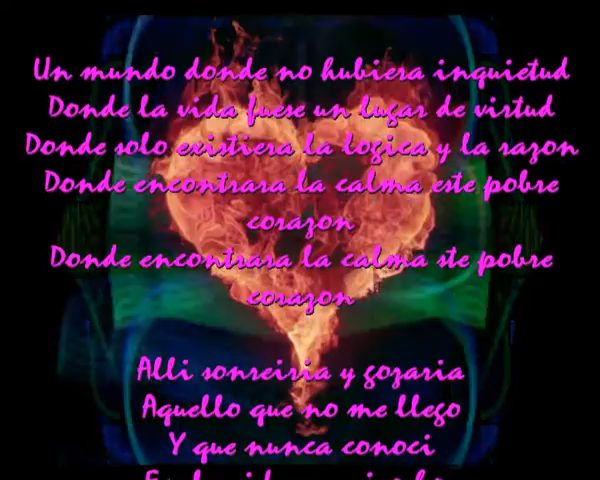 Un mundo donde no hubiera inquietud
Donde la vida fuese un lugar de virtud
Donde solo existiera la logica y la razon
Donde encontrara la calma este pobre
corazon
Donde encontrara la calma ste pobre
corazon
Alli sonreiria y gozaria
Aquello que no me llego
Y que nunca conoci